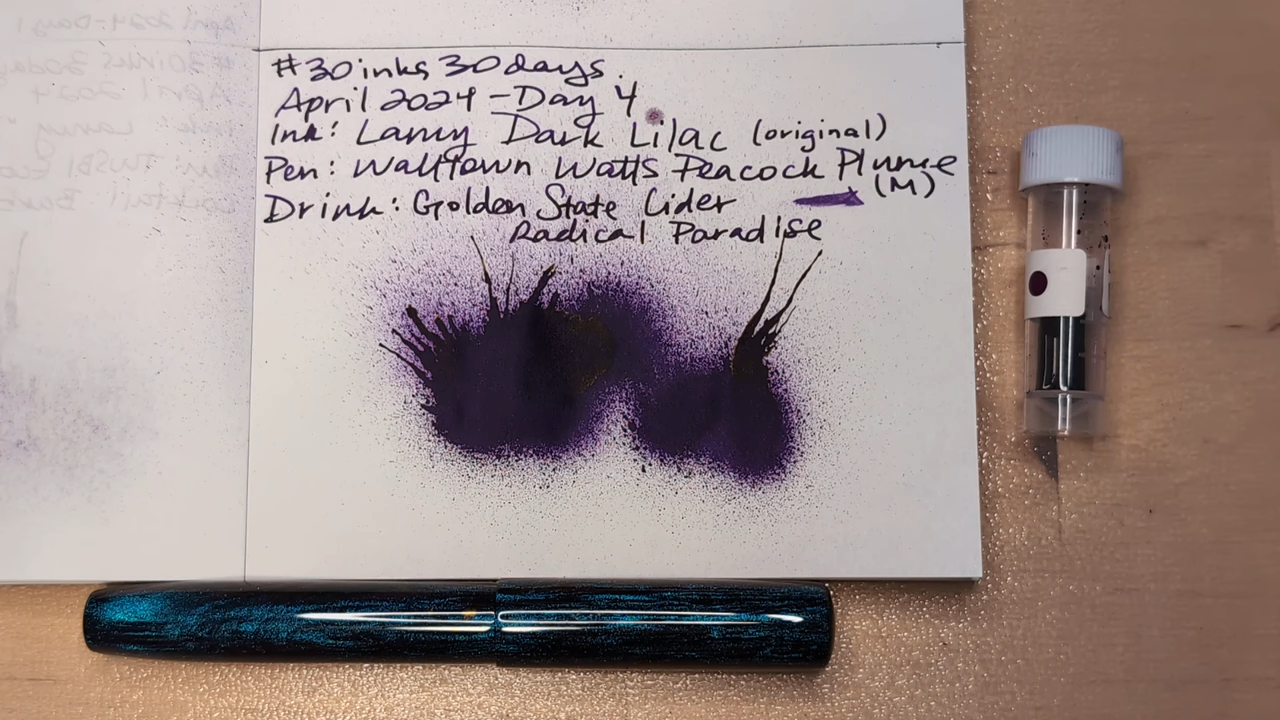 #30inks30days.
April 2024 - Day 4
Ink: Lamy Dark Lilac (original)
Pen: Walltown Watts Peacock Plume
(M)
Drink: Golden State Cider
Radical Paradise